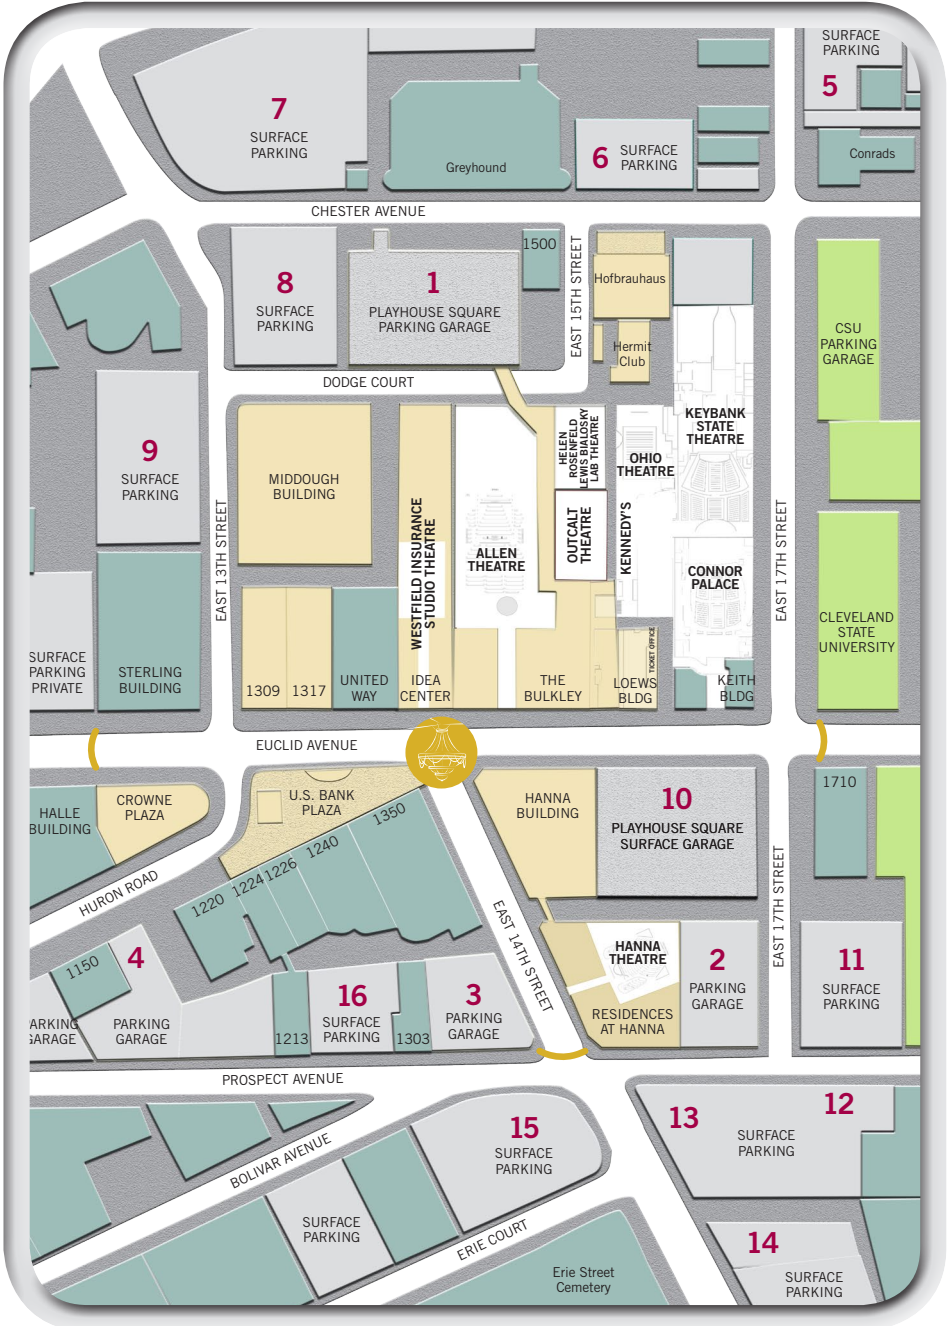 SURFACE
PARKING
5
7
SURFACE
PARKING
Greyhound
6
SURFACE
PARKING
Conrads
CHESTER AVENUE
8
SURFACE
PARKING
1
PLAYHOUSE SQUARE
PARKING GARAGE
1500
EAST 15TH STREET
Hofbrauhaus
Hermit
Club
CSU
PARKING
GARAGE
DODGE COURT
9
SURFACE
PARKING
MIDDOUGH
BUILDING
EAST 13TH STREET
WESTFIELD INSURANCE
STUDIO THEATRE
ALLEN
THEATRE
HELEN
ROSENFELD
LEWIS BIALOSKY
LAB THEATRE
OUTCALT
THEATRE
OHIO
THEATRE
KENNEDY'S
KEYBANK
STATE
THEATRE
CONNOR
PALACE
EAST 17TH STREET
CLEVELAND
STATE
UNIVERSITY
SURFACE
PARKING
PRIVATE
STERLING
BUILDING
1309
1317
UNITED
WAY
IDEA
CENTER
THE
BULKLEY
LOEWS
BLDG
TICKET OFFICE
KEITH
BLDG
EUCLID AVENUE
HALLE
BUILDING
CROWNE
PLAZA
U.S. BANK
PLAZA
HANNA
BUILDING
10
PLAYHOUSE SQUARE
SURFACE GARAGE
1710
HURON ROAD
1220
1224
1226
1240
1350
EAST 14TH STREET
EAST 17TH STREET
1150
4
PARKING
GARAGE
ARKING
GARAGE
1213
16
SURFACE
PARKING
1303
3
PARKING
GARAGE
HANNA
THEATRE
RESIDENCES
AT HANNA
2
PARKING
GARAGE
11
SURFACE
PARKING
PROSPECT AVENUE
BOLIVAR AVENUE
15
SURFACE
PARKING
13
12
SURFACE
PARKING
SURFACE
PARKING
ERIE COURT
14
SURFACE
PARKING
Erie Street
Cemetery